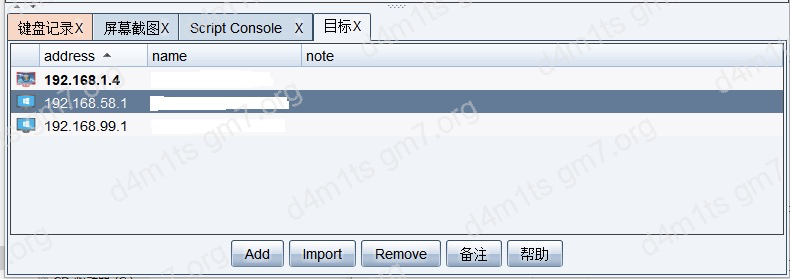 键盘记录X 屏幕截图X Script Console X 目标X
address name note
192.168.1.4
192.168.58.1
192.168.99.1
Add Import Remove 备注 帮助
d4m1ts gm7.org